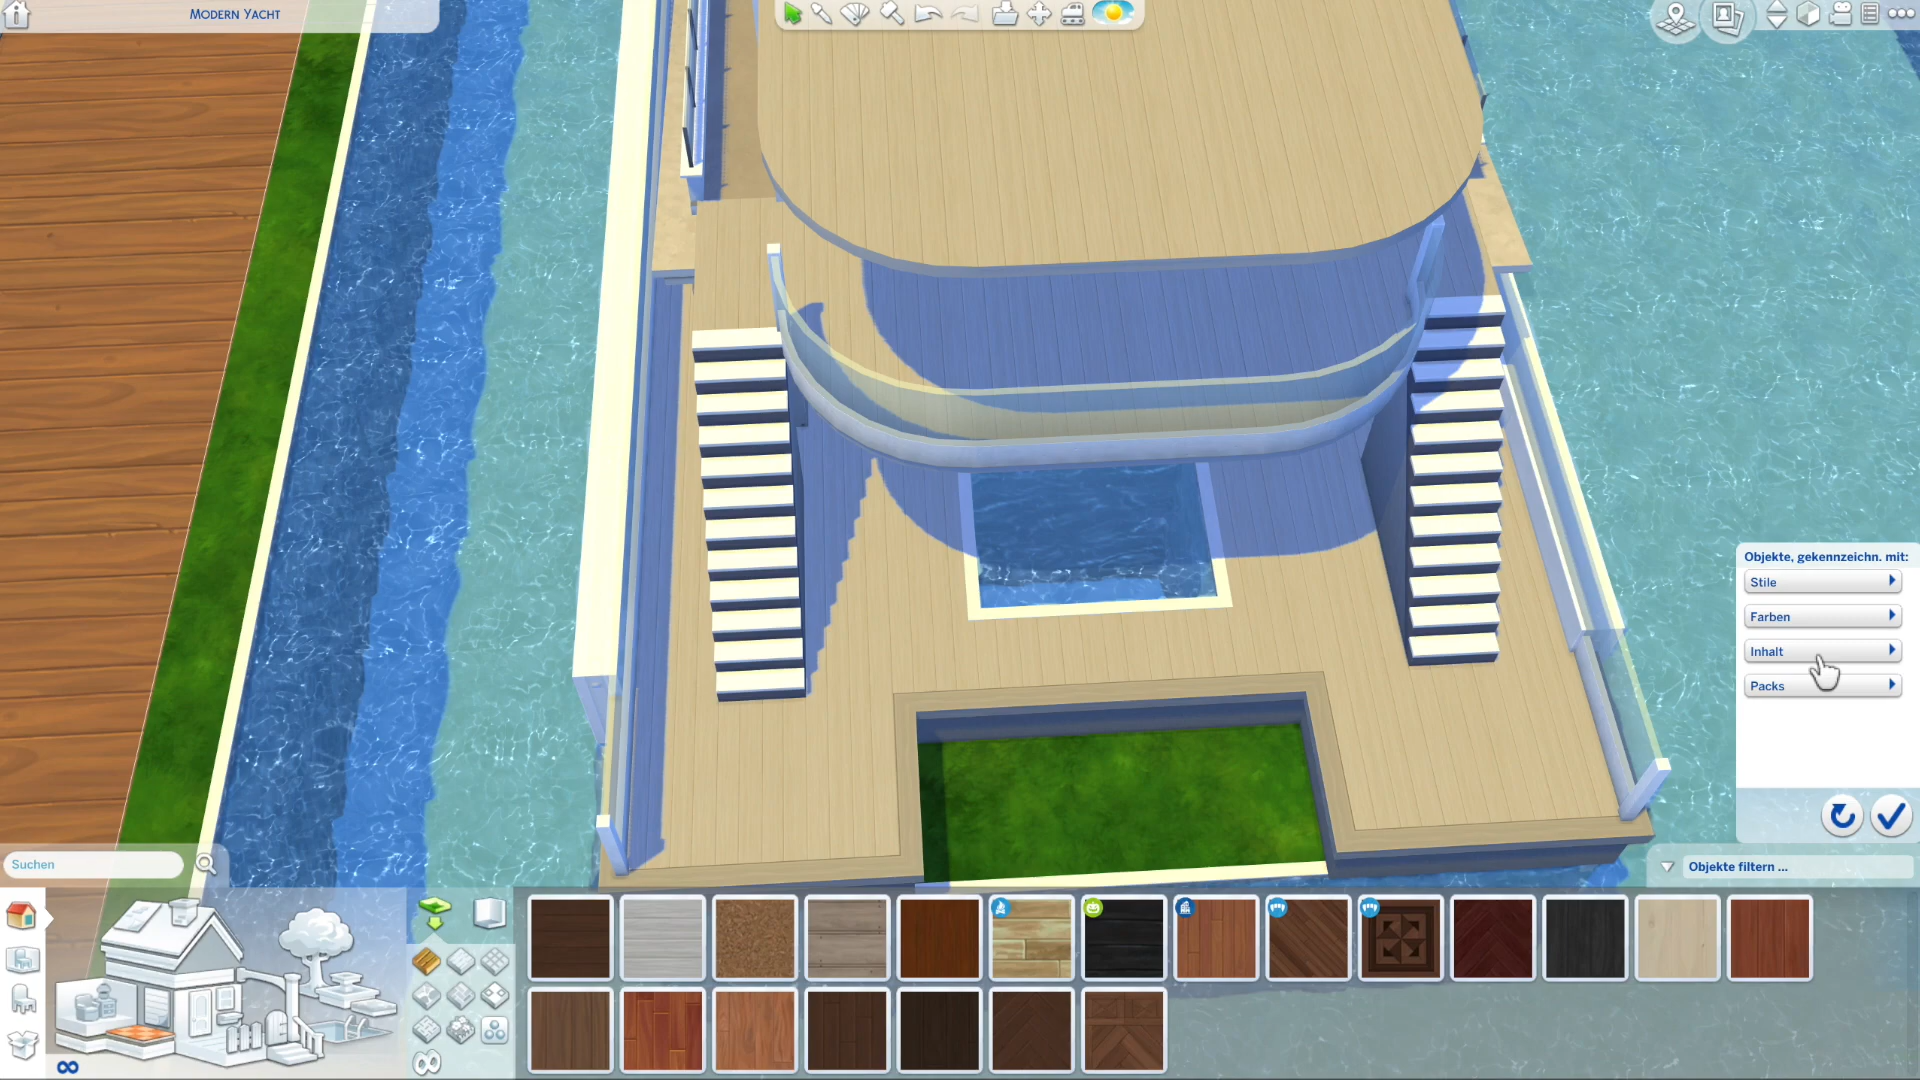 Modern Yacht
Objekte, gekennzeichn. mit:
Stile
Farben
Inhalt
Packs
Suchen
Objekte filtern ...